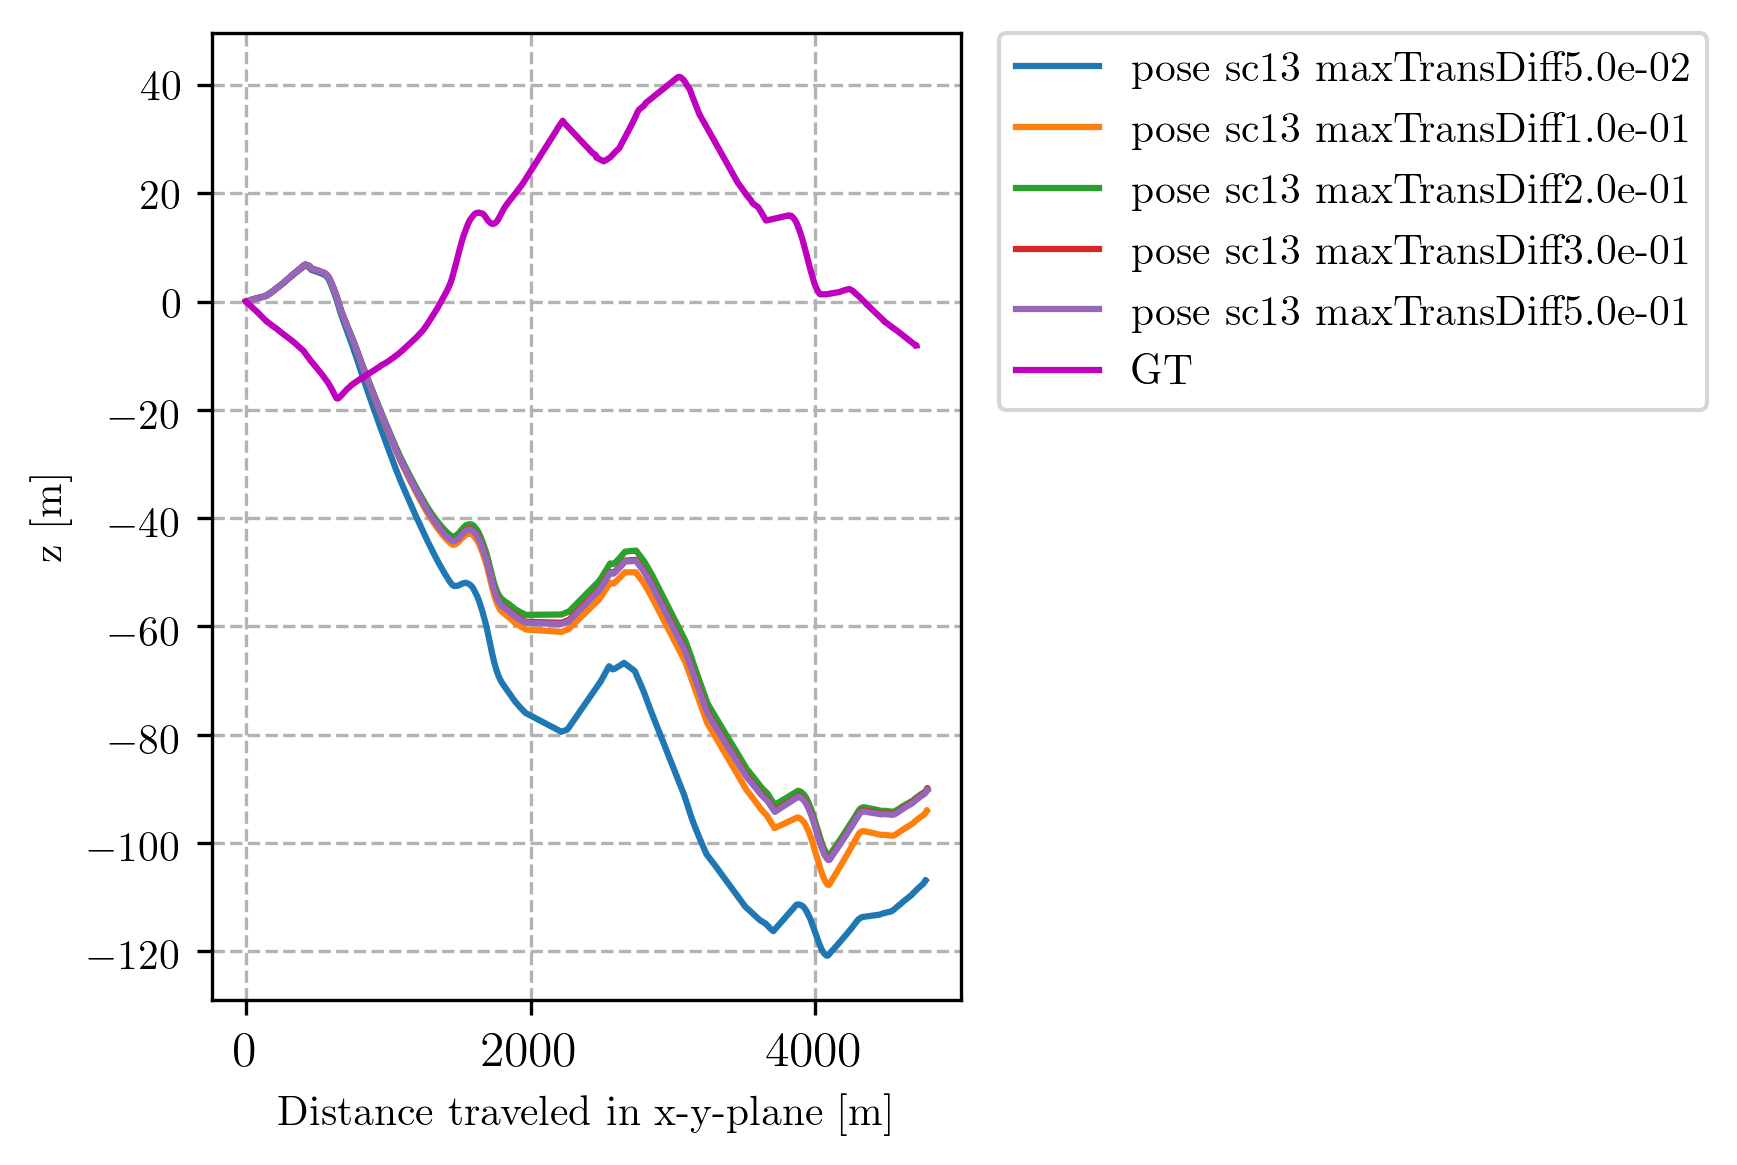 40
20
0
−20
−40
−60
−80
−100
−120
z [m]
0 2000 4000
Distance traveled in x-y-plane [m]
pose sc13 maxTransDiff5.0e-02
pose sc13 maxTransDiff1.0e-01
pose sc13 maxTransDiff2.0e-01
pose sc13 maxTransDiff3.0e-01
pose sc13 maxTransDiff5.0e-01
GT